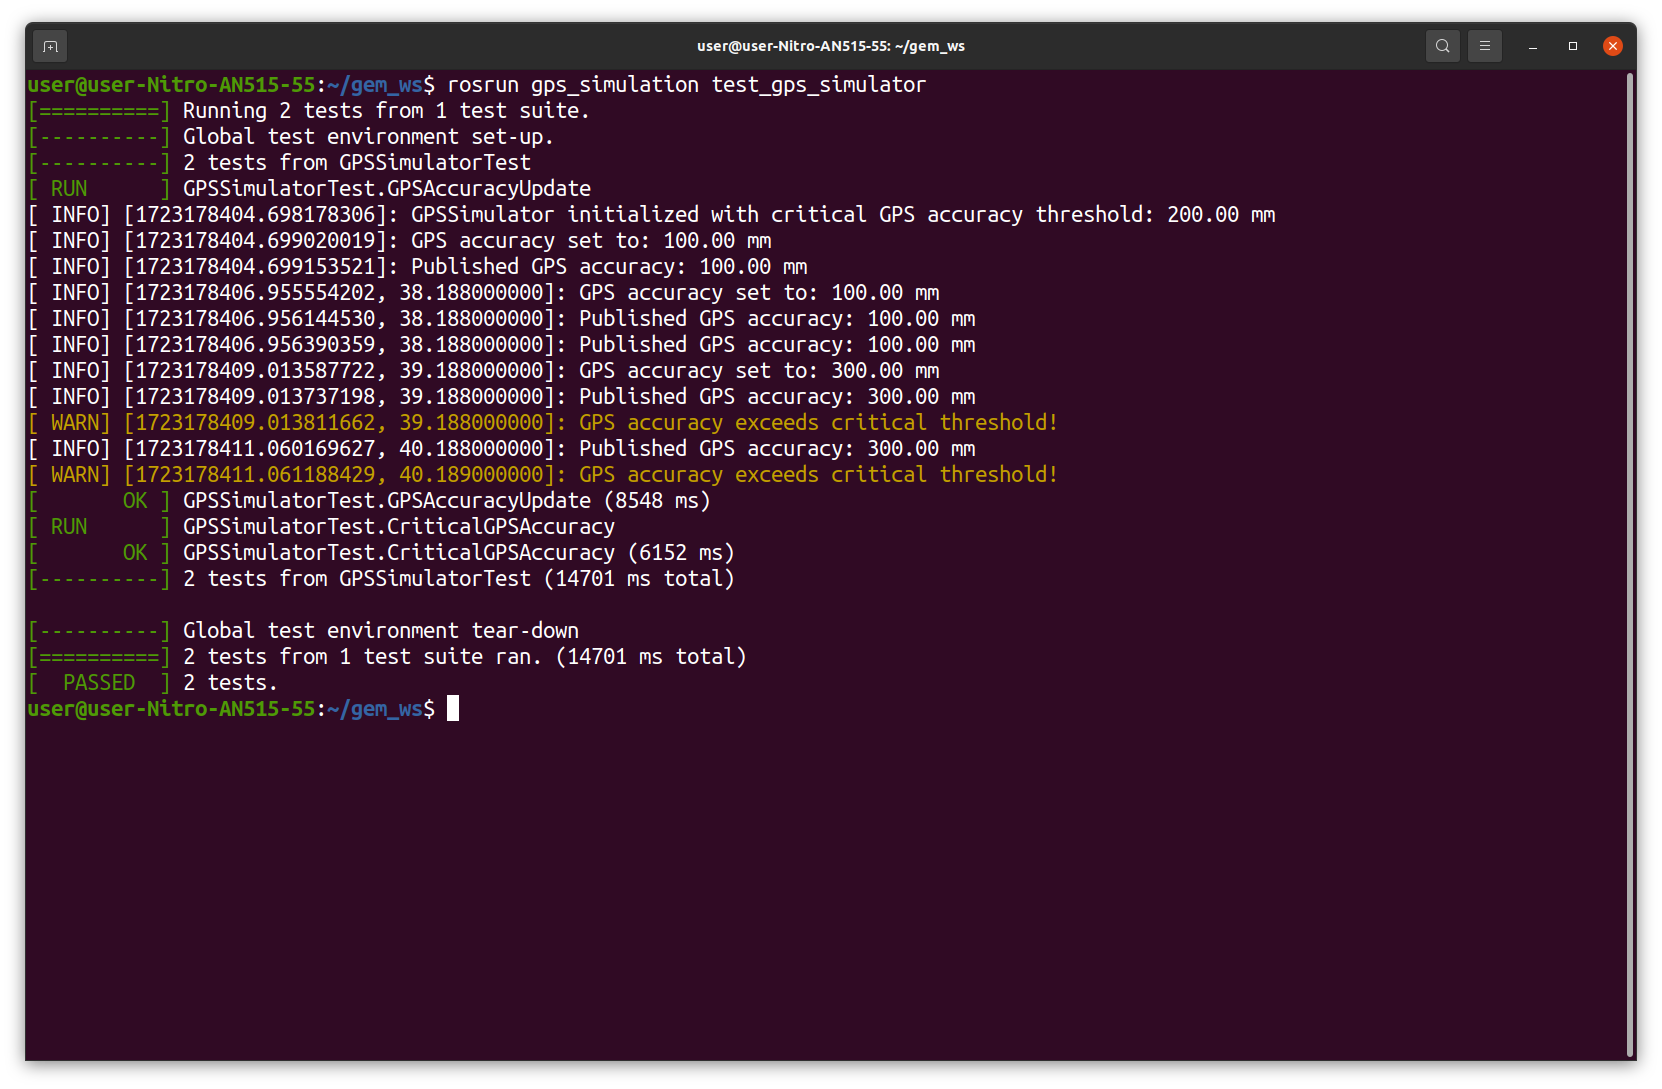 user@user-Nitro-AN515-55: ~/gem_ws
user@user-Nitro-AN515-55:~/gem_ws$ rosrun gps_simulation test_gps_simulator
[==========] Running 2 tests from 1 test suite.
[----------] Global test environment set-up.
[----------] 2 tests from GPSSimulatorTest
[ RUN      ] GPSSimulatorTest.GPSAccuracyUpdate
[ INFO] [1723178404.698178306]: GPSSimulator initialized with critical GPS accuracy threshold: 200.00 mm
[ INFO] [1723178404.699020019]: GPS accuracy set to: 100.00 mm
[ INFO] [1723178404.699153521]: Published GPS accuracy: 100.00 mm
[ INFO] [1723178406.955554202, 38.188000000]: GPS accuracy set to: 100.00 mm
[ INFO] [1723178406.956144530, 38.188000000]: Published GPS accuracy: 100.00 mm
[ INFO] [1723178406.956390359, 38.188000000]: Published GPS accuracy: 100.00 mm
[ INFO] [1723178409.013587722, 39.188000000]: GPS accuracy set to: 300.00 mm
[ INFO] [1723178409.013737198, 39.188000000]: Published GPS accuracy: 300.00 mm
[ WARN] [1723178409.013811662, 39.188000000]: GPS accuracy exceeds critical threshold!
[ INFO] [1723178411.060169627, 40.188000000]: Published GPS accuracy: 300.00 mm
[ WARN] [1723178411.061188429, 40.189000000]: GPS accuracy exceeds critical threshold!
[       OK ] GPSSimulatorTest.GPSAccuracyUpdate (8548 ms)
[ RUN      ] GPSSimulatorTest.CriticalGPSAccuracy
[       OK ] GPSSimulatorTest.CriticalGPSAccuracy (6152 ms)
[----------] 2 tests from GPSSimulatorTest (14701 ms total)

[----------] Global test environment tear-down
[==========] 2 tests from 1 test suite ran. (14701 ms total)
[  PASSED  ] 2 tests.
user@user-Nitro-AN515-55:~/gem_ws$